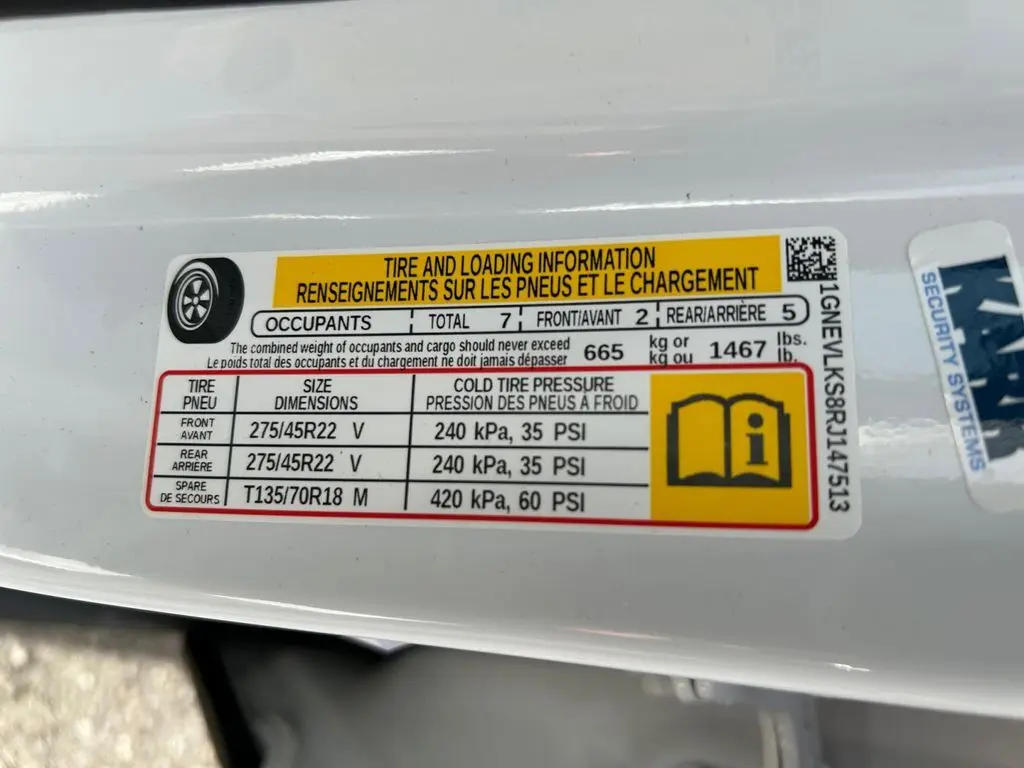 TIRE AND LOADING INFORMATION
RENSEIGNEMENTS SUR LES PNEUS ET LE CHARGEMENT
OCCUPANTS TOTAL 7 FRONT/AVANT 2 REAR/ARRIÈRE 5
The combined weight of occupants and cargo should never exceed 665 kg or 1467 lbs.
Le poids total des occupants et du chargement ne doit jamais dépasser kg ou lb.
TIRE SIZE COLD TIRE PRESSURE
PNEU DIMENSIONS PRESSION DES PNEUS À FROID
FRONT
AVANT 275/45R22 V 240 kPa, 35 PSI
REAR
ARRIERE 275/45R22 V 240 kPa, 35 PSI
SPARE
DE SECOURS T135/70R18 M 420 kPa, 60 PSI
i
1GNEVLKS8RJ147513
SECURITY SYSTEMS